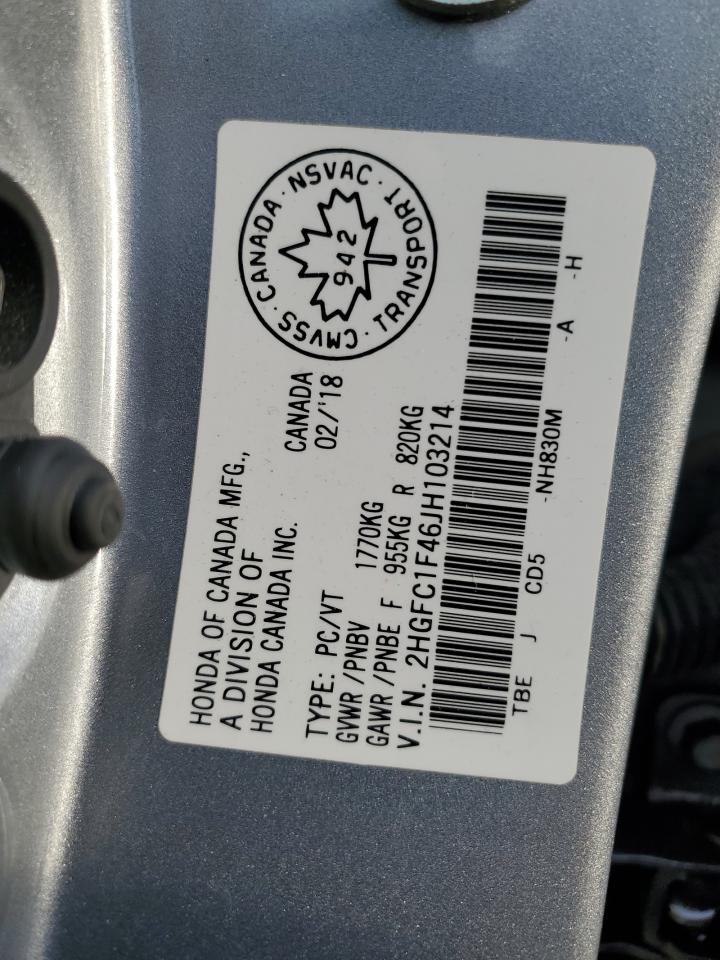 HONDA OF CANADA MFG.,
A DIVISION OF
HONDA CANADA INC.
CANADA
02/'18
CMVSS · CANADA · NSVAC · TRANSPORT ·
942
TYPE: PC/VT
GVWR/PNBV 1770KG
GAWR/PNBE F 955KG R 820KG
V.I.N. 2HGFC1F46JH103214
TBE J CD5 -NH830M -A -H